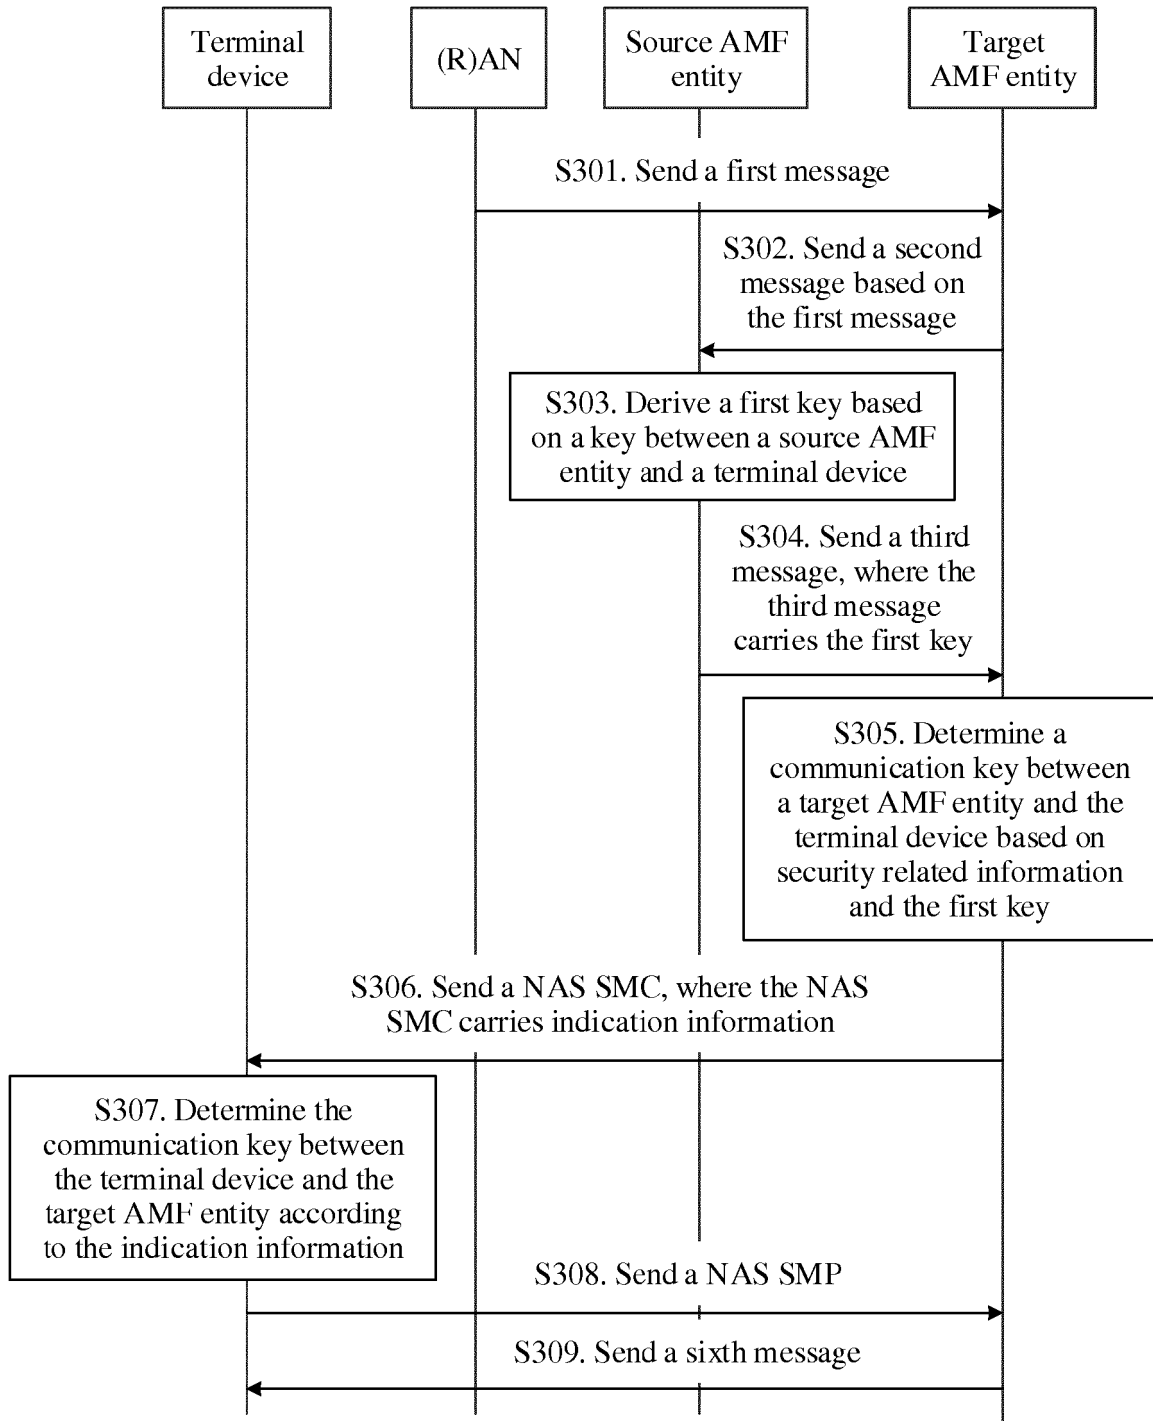 Terminal
device
(R)AN
Source AMF
entity
Target
AMF entity
S301. Send a first message
S302. Send a second
message based on
the first message
S303. Derive a first key based
on a key between a source AMF
entity and a terminal device
S304. Send a third
message, where the
third message
carries the first key
S305. Determine a
communication key between
a target AMF entity and the
terminal device based on
security related information
and the first key
S306. Send a NAS SMC, where the NAS
SMC carries indication information
S307. Determine the
communication key between
the terminal device and the
target AMF entity according
to the indication information
S308. Send a NAS SMP
S309. Send a sixth message